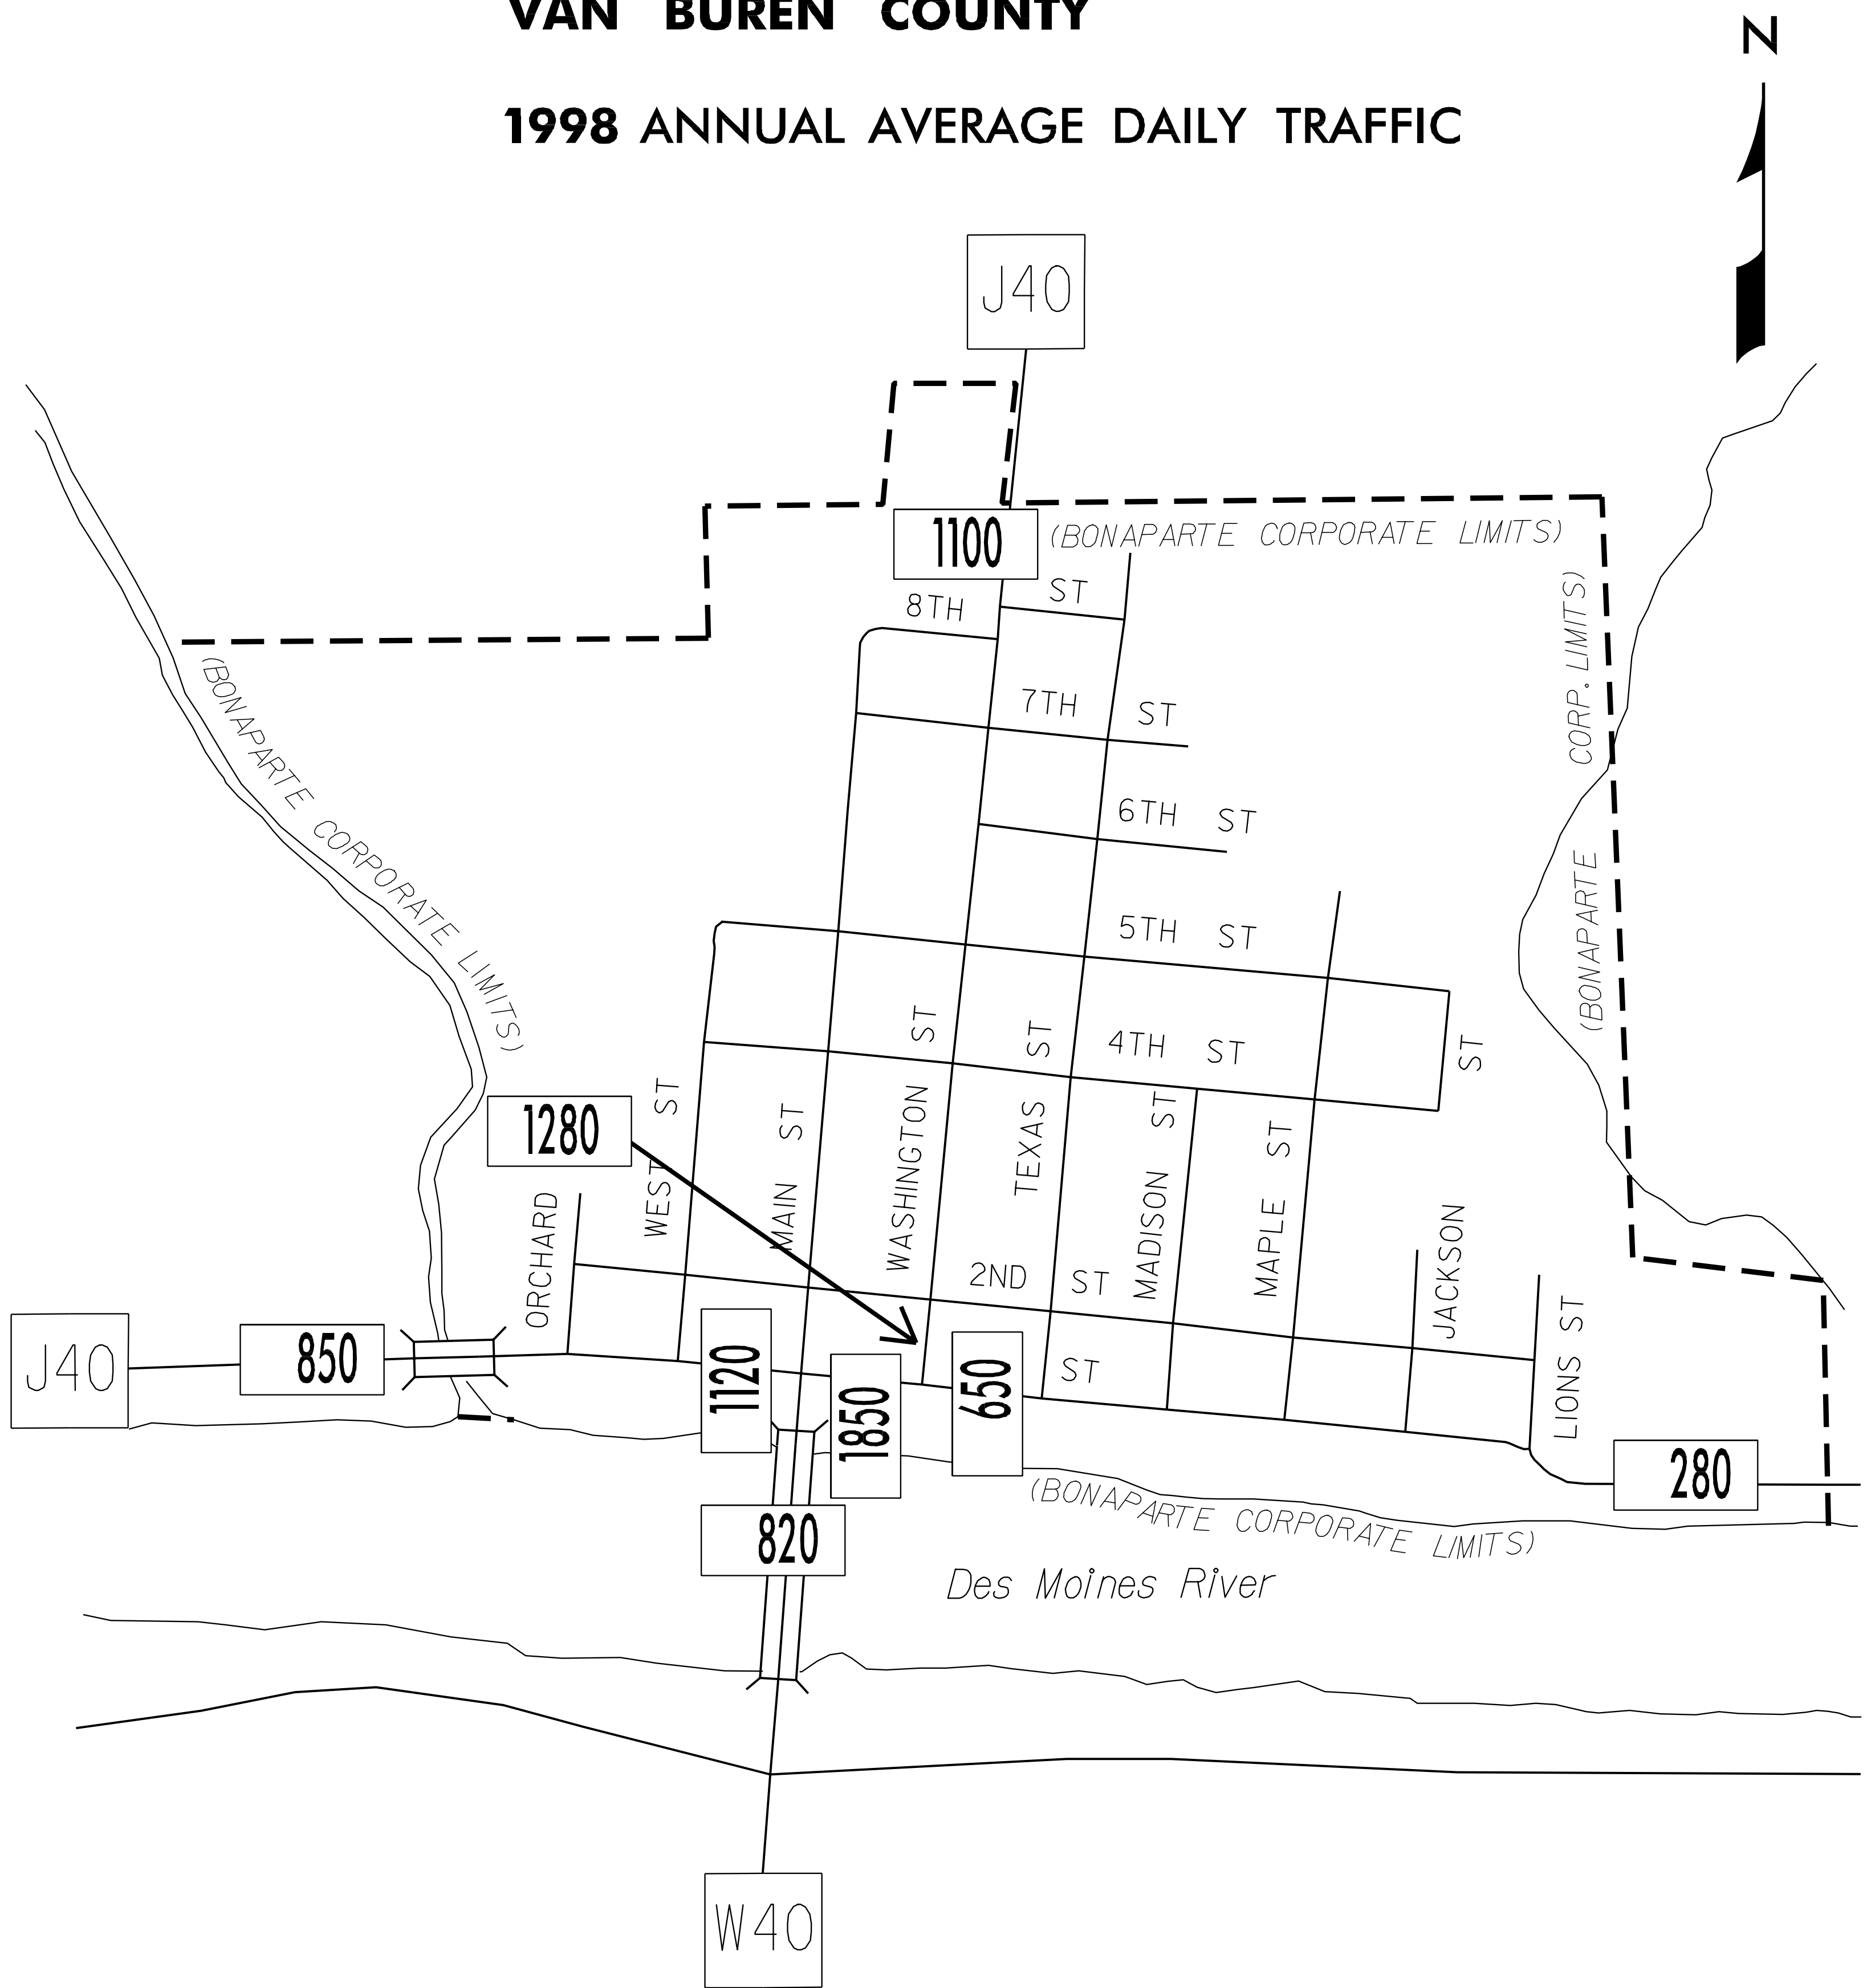 VAN BUREN COUNTY
N
1998 ANNUAL AVERAGE DAILY TRAFFIC
J40
1100
(BONAPARTE CORPORATE LIMITS)
8TH ST
(BONAPARTE CORP. LIMITS)
(BONAPARTE CORPORATE LIMITS)
7TH ST
6TH ST
5TH ST
4TH ST
1280
ORCHARD
WEST ST
MAIN ST
WASHINGTON ST
TEXAS ST
MADISON ST
MAPLE ST
JACKSON ST
LIONS ST
2ND ST
J40
850
1120
1850
650
ST
280
820
(BONAPARTE CORPORATE LIMITS)
Des Moines River
W40